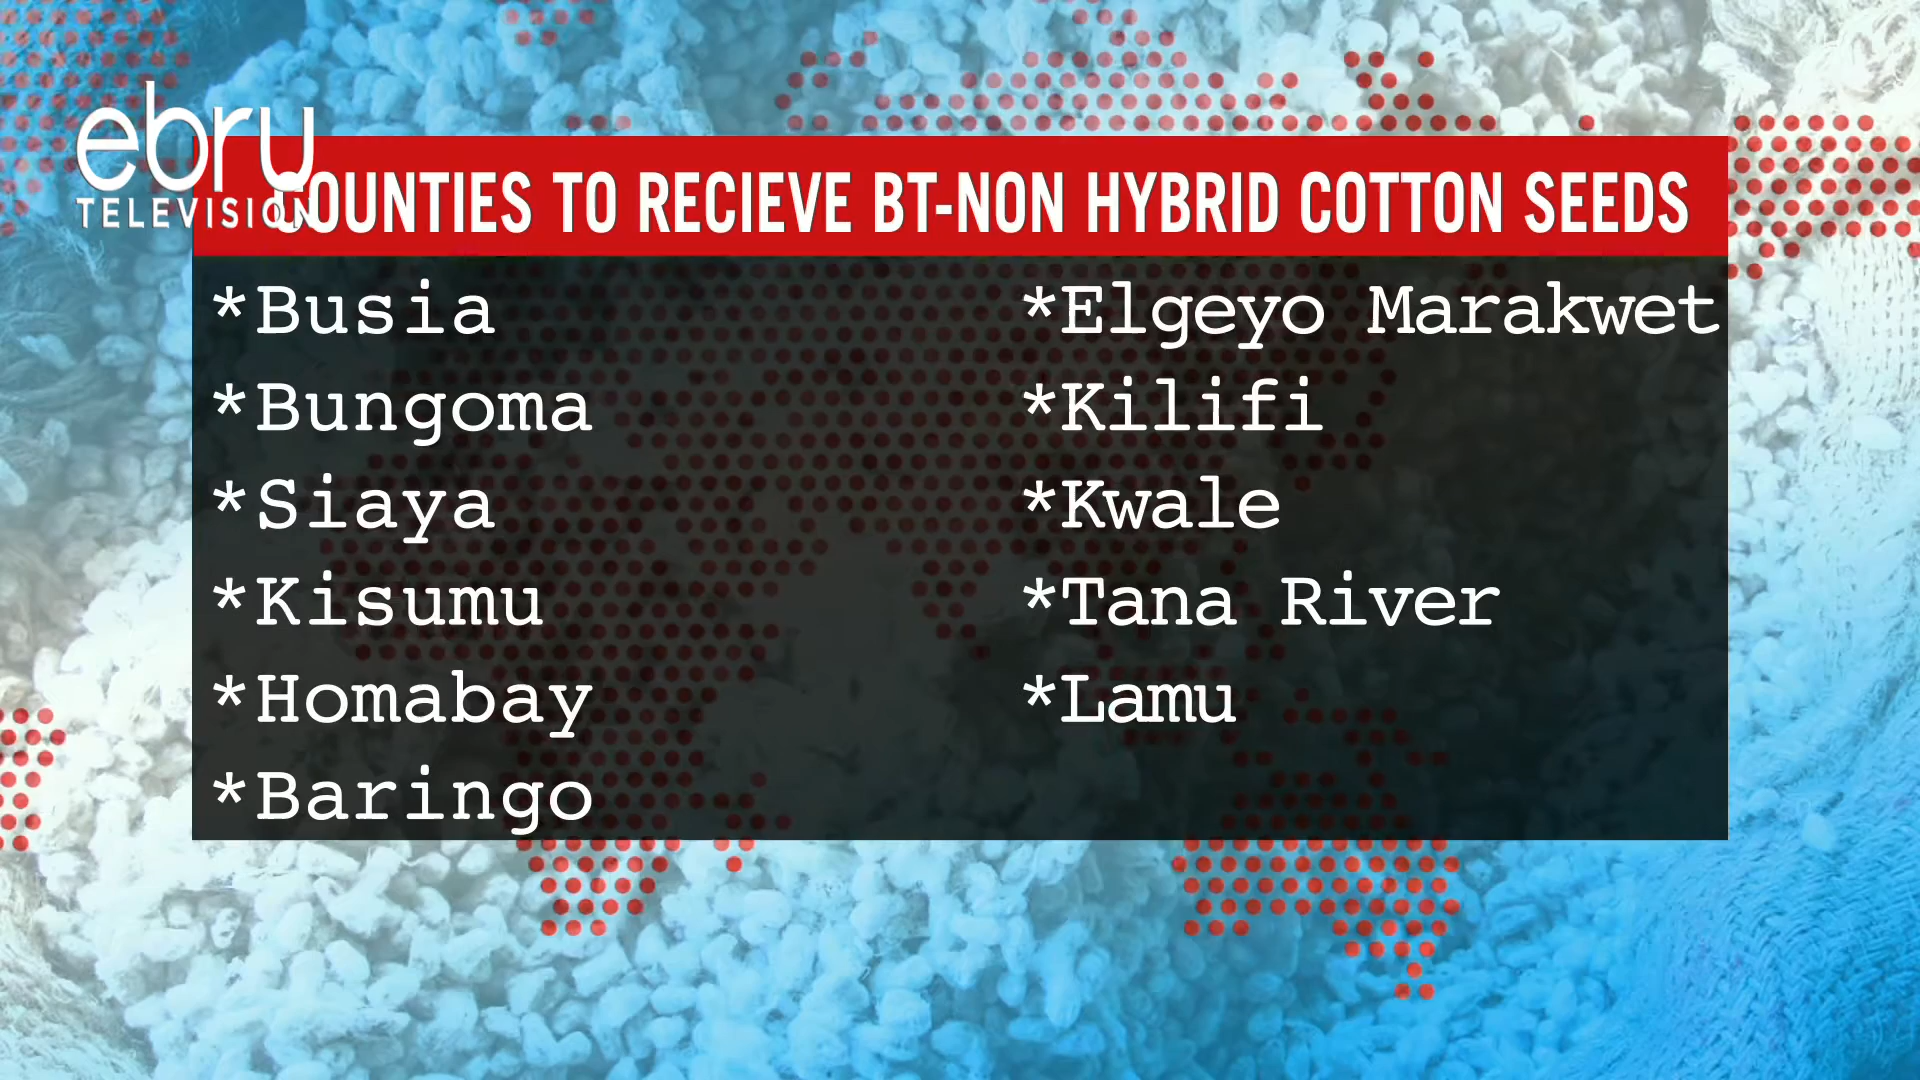 ebru
TELEVISION
COUNTIES TO RECIEVE BT-NON HYBRID COTTON SEEDS
*Busia
*Bungoma
*Siaya
*Kisumu
*Homabay
*Baringo
*Elgeyo Marakwet
*Kilifi
*Kwale
*Tana River
*Lamu